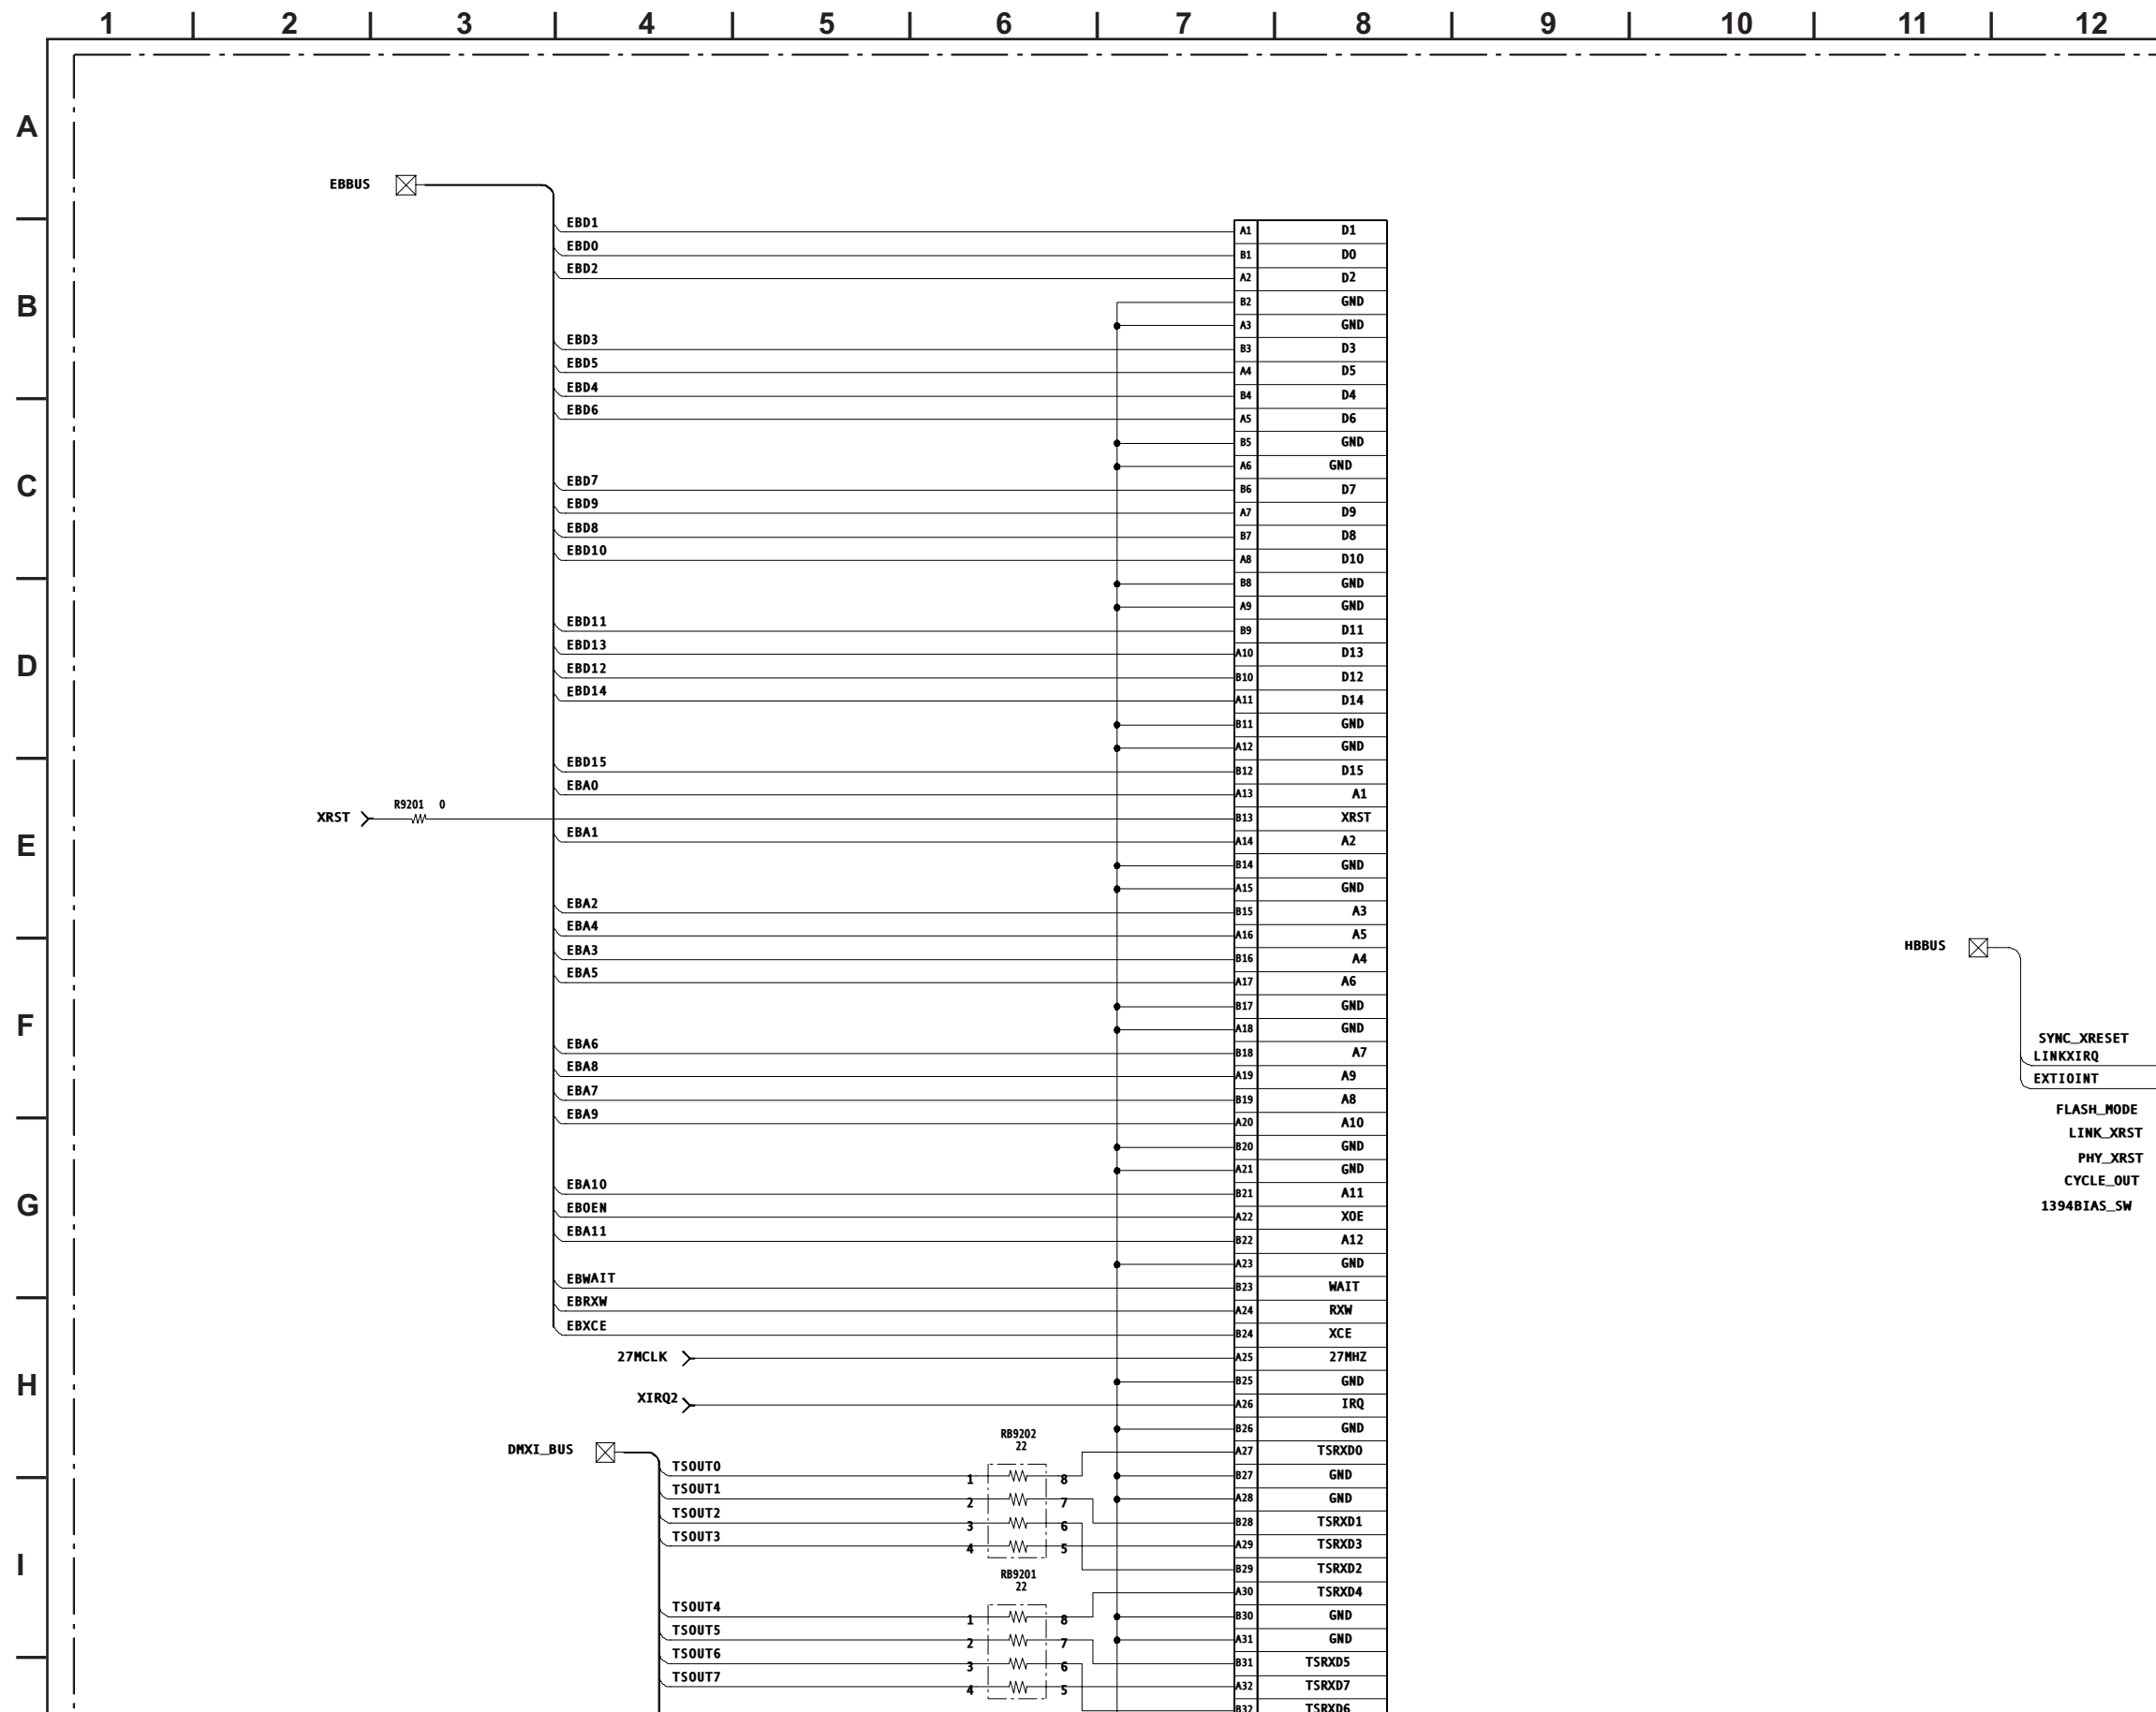 1 2 3 4 5 6 7 8 9 10 11 12
A
EBBUS
EBD1 A1 D1
EBD0 B1 D0
EBD2 A2 D2
B
B2 GND
A3 GND
EBD3 B3 D3
EBD5 A4 D5
EBD4 B4 D4
EBD6 A5 D6
B5 GND
A6 GND
C
EBD7 B6 D7
EBD9 A7 D9
EBD8 B7 D8
EBD10 A8 D10
B8 GND
A9 GND
EBD11 B9 D11
EBD13 A10 D13
D
EBD12 B10 D12
EBD14 A11 D14
B11 GND
A12 GND
EBD15 B12 D15
EBA0 A13 A1
R9201 0
XRST B13 XRST
EBA1 A14 A2
E
B14 GND
A15 GND
EBA2 B15 A3
EBA4 A16 A5
HBBUS
EBA3 B16 A4
EBA5 A17 A6
B17 GND
F
A18 GND
SYNC_XRESET
EBA6 B18 A7
LINKXIRQ
EBA8 A19 A9
EXTIOINT
EBA7 B19 A8
FLASH_MODE
EBA9 A20 A10
LINK_XRST
B20 GND
PHY_XRST
A21 GND
CYCLE_OUT
EBA10 B21 A11
1394BIAS_SW
G
EBOEN A22 XOE
EBA11 B22 A12
A23 GND
EBWAIT B23 WAIT
EBRXW A24 RXW
EBXCE B24 XCE
27MCLK A25 27MHZ
H
B25 GND
XIRQ2 A26 IRQ
B26 GND
RB9202
22
DMXI_BUS A27 TSRXD0
TSOUT0 1 8 B27 GND
TSOUT1 2 7 A28 GND
TSOUT2 3 6 B28 TSRXD1
TSOUT3 4 5 A29 TSRXD3
I
B29 TSRXD2
RB9201
22
A30 TSRXD4
TSOUT4 1 8 B30 GND
TSOUT5 2 7 A31 GND
TSOUT6 3 6 B31 TSRXD5
TSOUT7 4 5 A32 TSRXD7
B32 TSRXD6